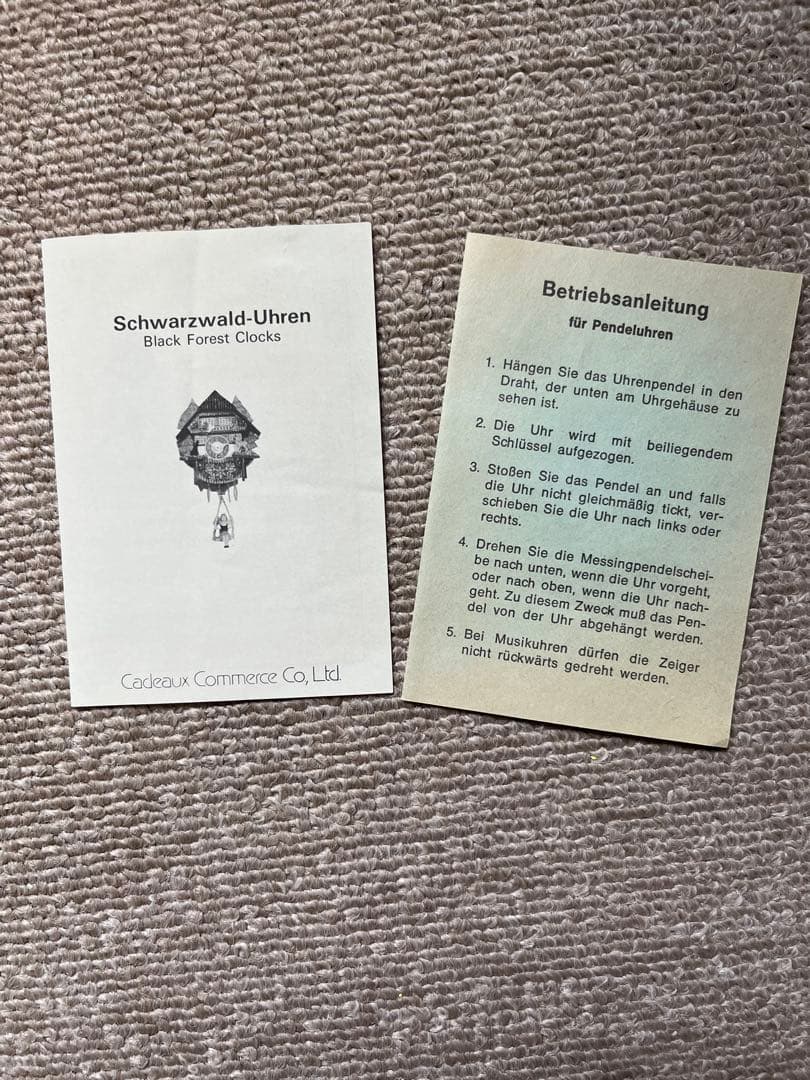 Schwarzwald-Uhren
Black Forest Clocks
Cadeaux Commerce Co, Ltd.
Betriebsanleitung
für Pendeluhren
1. Hängen Sie das Uhrenpendel in den
Draht, der unten am Uhrgehäuse zu
sehen ist.
2. Die Uhr wird mit beiliegendem
Schlüssel aufgezogen.
3. Stoßen Sie das Pendel an und falls
die Uhr nicht gleichmäßig tickt, ver-
schieben Sie die Uhr nach links oder
rechts.
4. Drehen Sie die Messingpendelschei-
be nach unten, wenn die Uhr vorgeht,
oder nach oben, wenn die Uhr nach-
geht. Zu diesem Zweck muß das Pen-
del von der Uhr abgehängt werden.
5. Bei Musikuhren dürfen die Zeiger
nicht rückwärts gedreht werden.